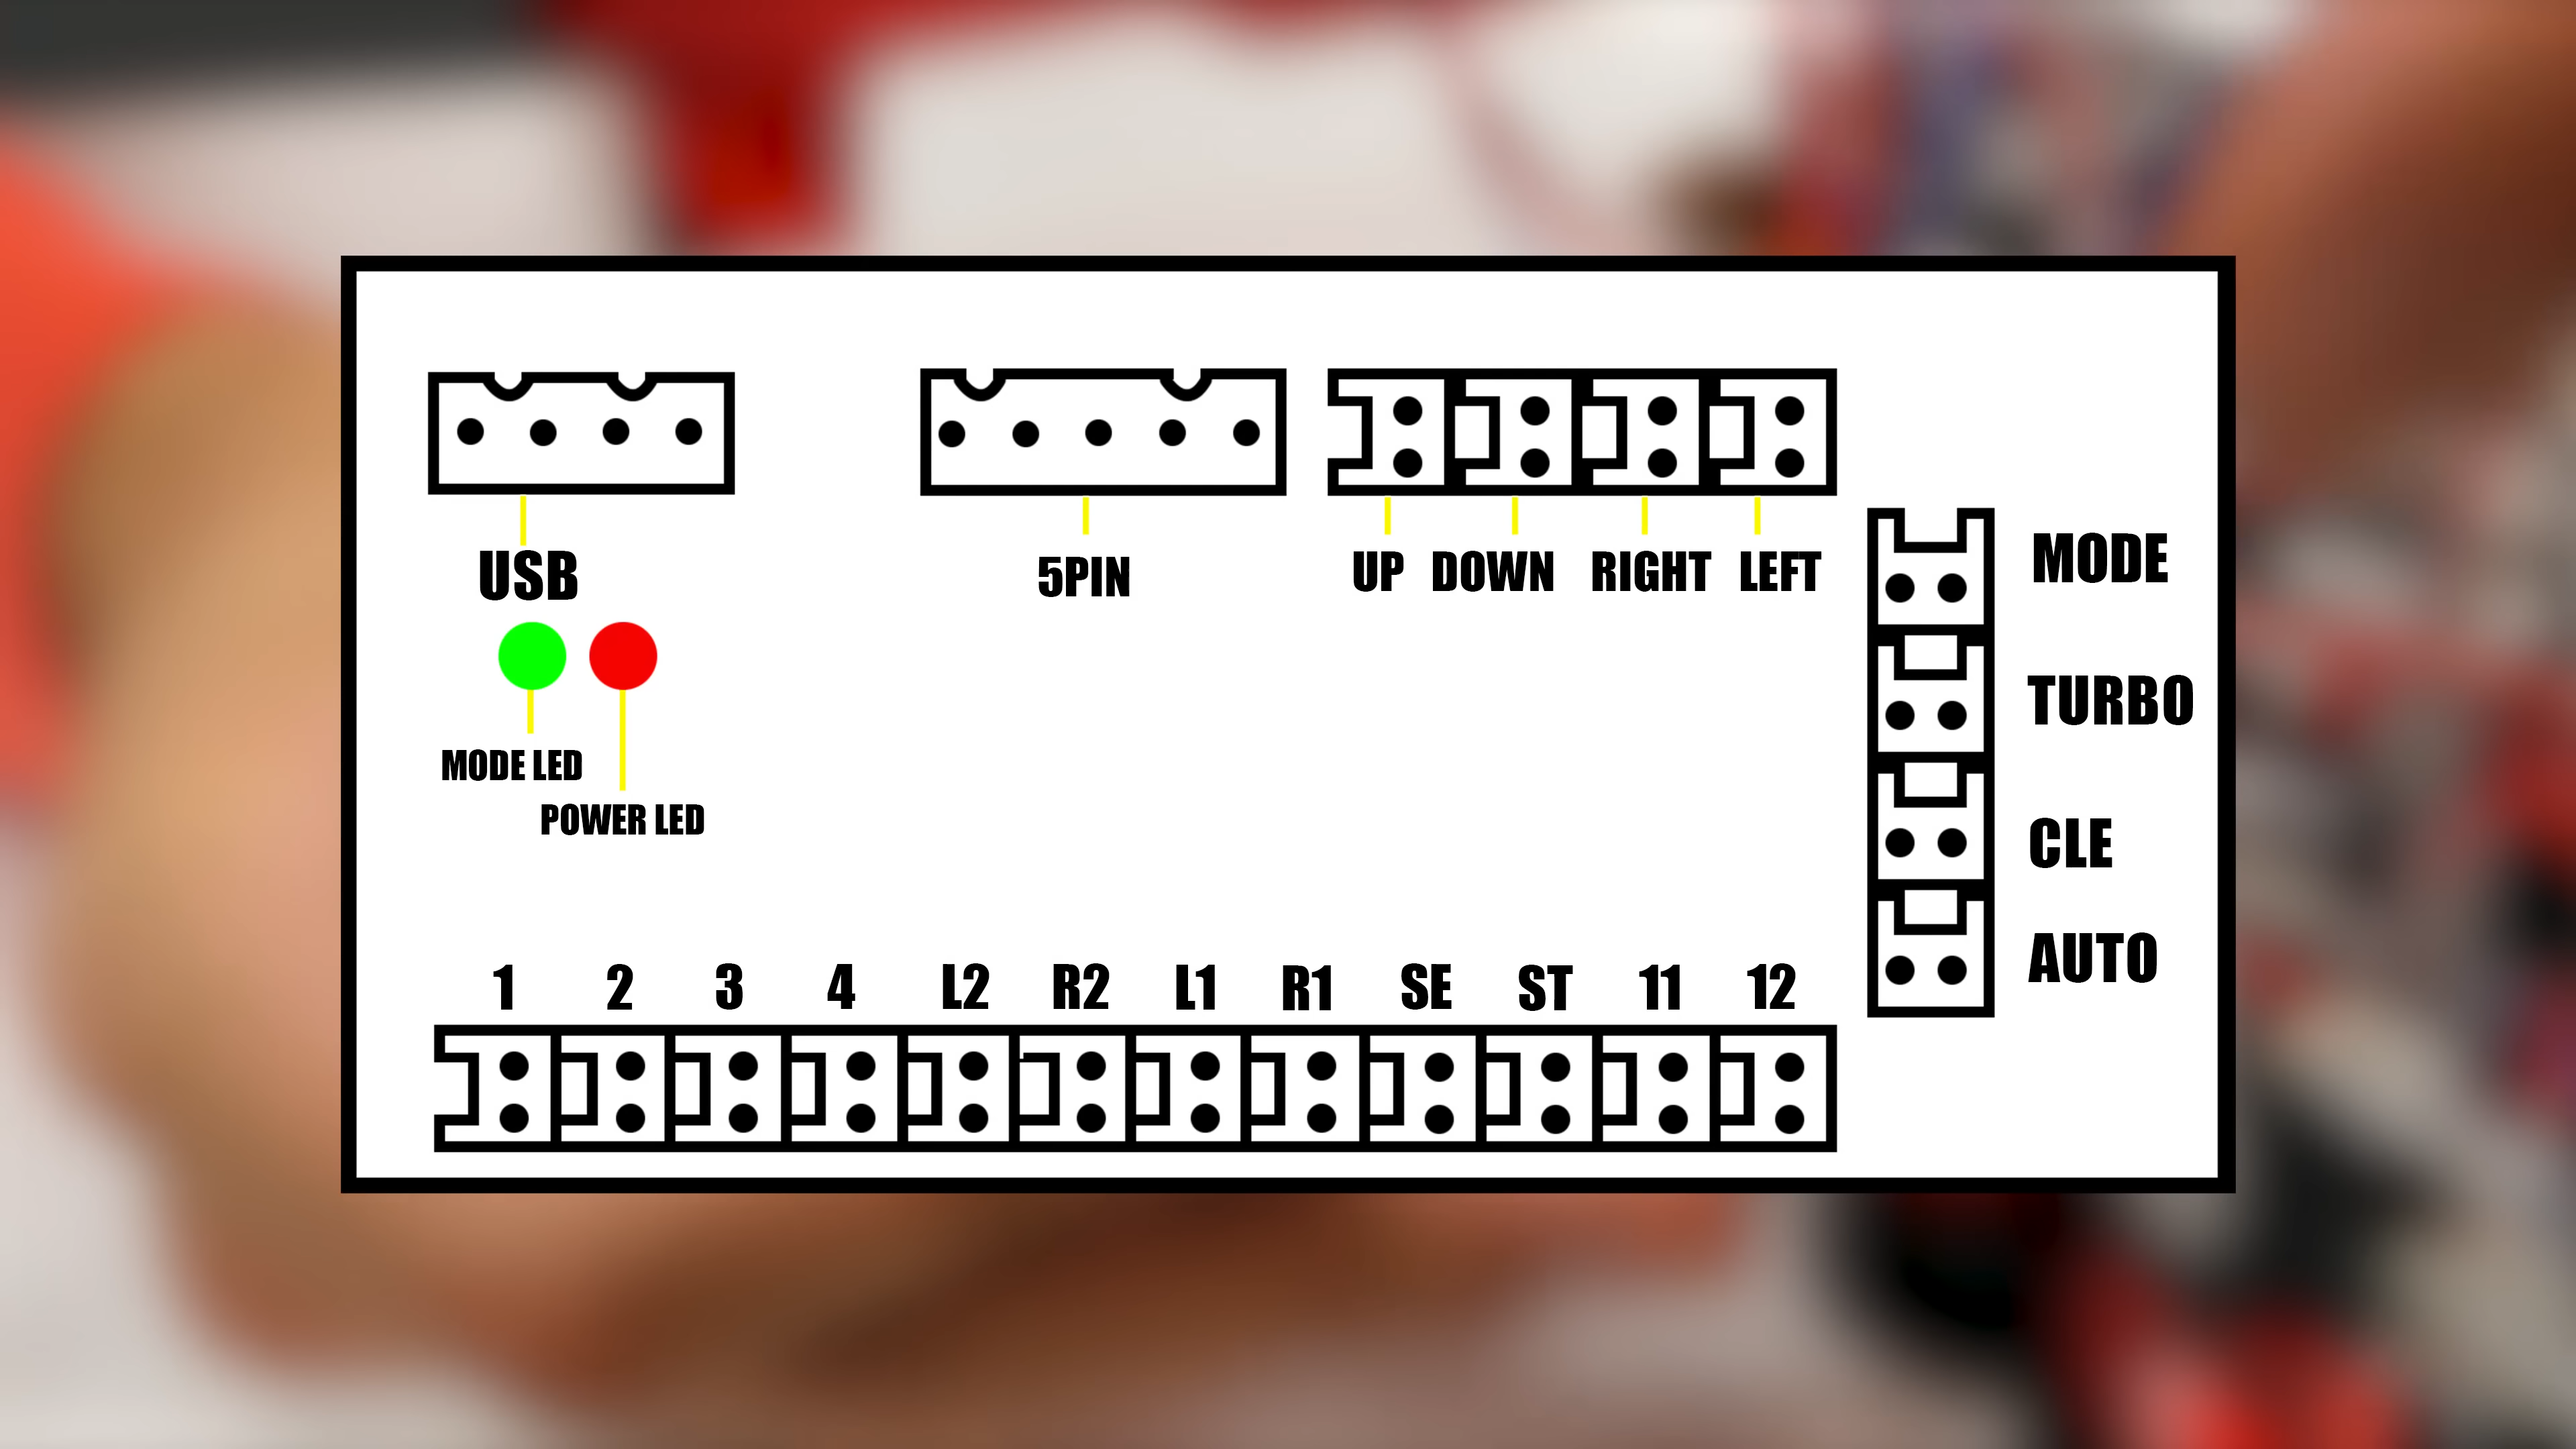 USB
5PIN
UP DOWN RIGHT LEFT
MODE
TURBO
CLE
AUTO
MODE LED
POWER LED
1 2 3 4 L2 R2 L1 R1 SE ST 11 12